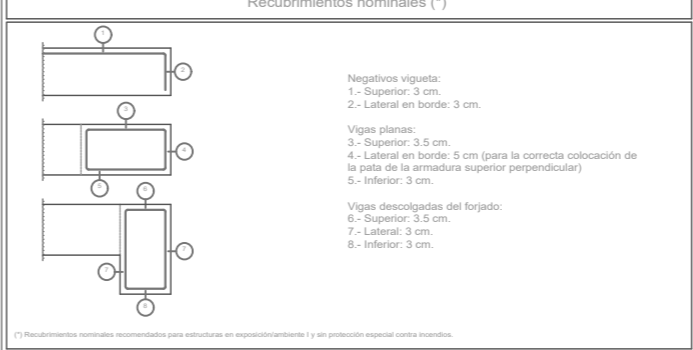 Recubrimientos nominales (*)
1
2
Negativos vigueta:
1.- Superior: 3 cm.
2.- Lateral en borde: 3 cm.
3
4
5
Vigas planas:
3.- Superior: 3.5 cm.
4.- Lateral en borde: 5 cm (para la correcta colocación de
la pata de la armadura superior perpendicular)
5.- Inferior: 3 cm.
6
7
7
8
Vigas descolgadas del forjado:
6.- Superior: 3.5 cm.
7.- Lateral: 3 cm.
8.- Inferior: 3 cm.
(*) Recubrimientos nominales recomendados para estructuras en exposición/ambiente I y sin protección especial contra incendios.